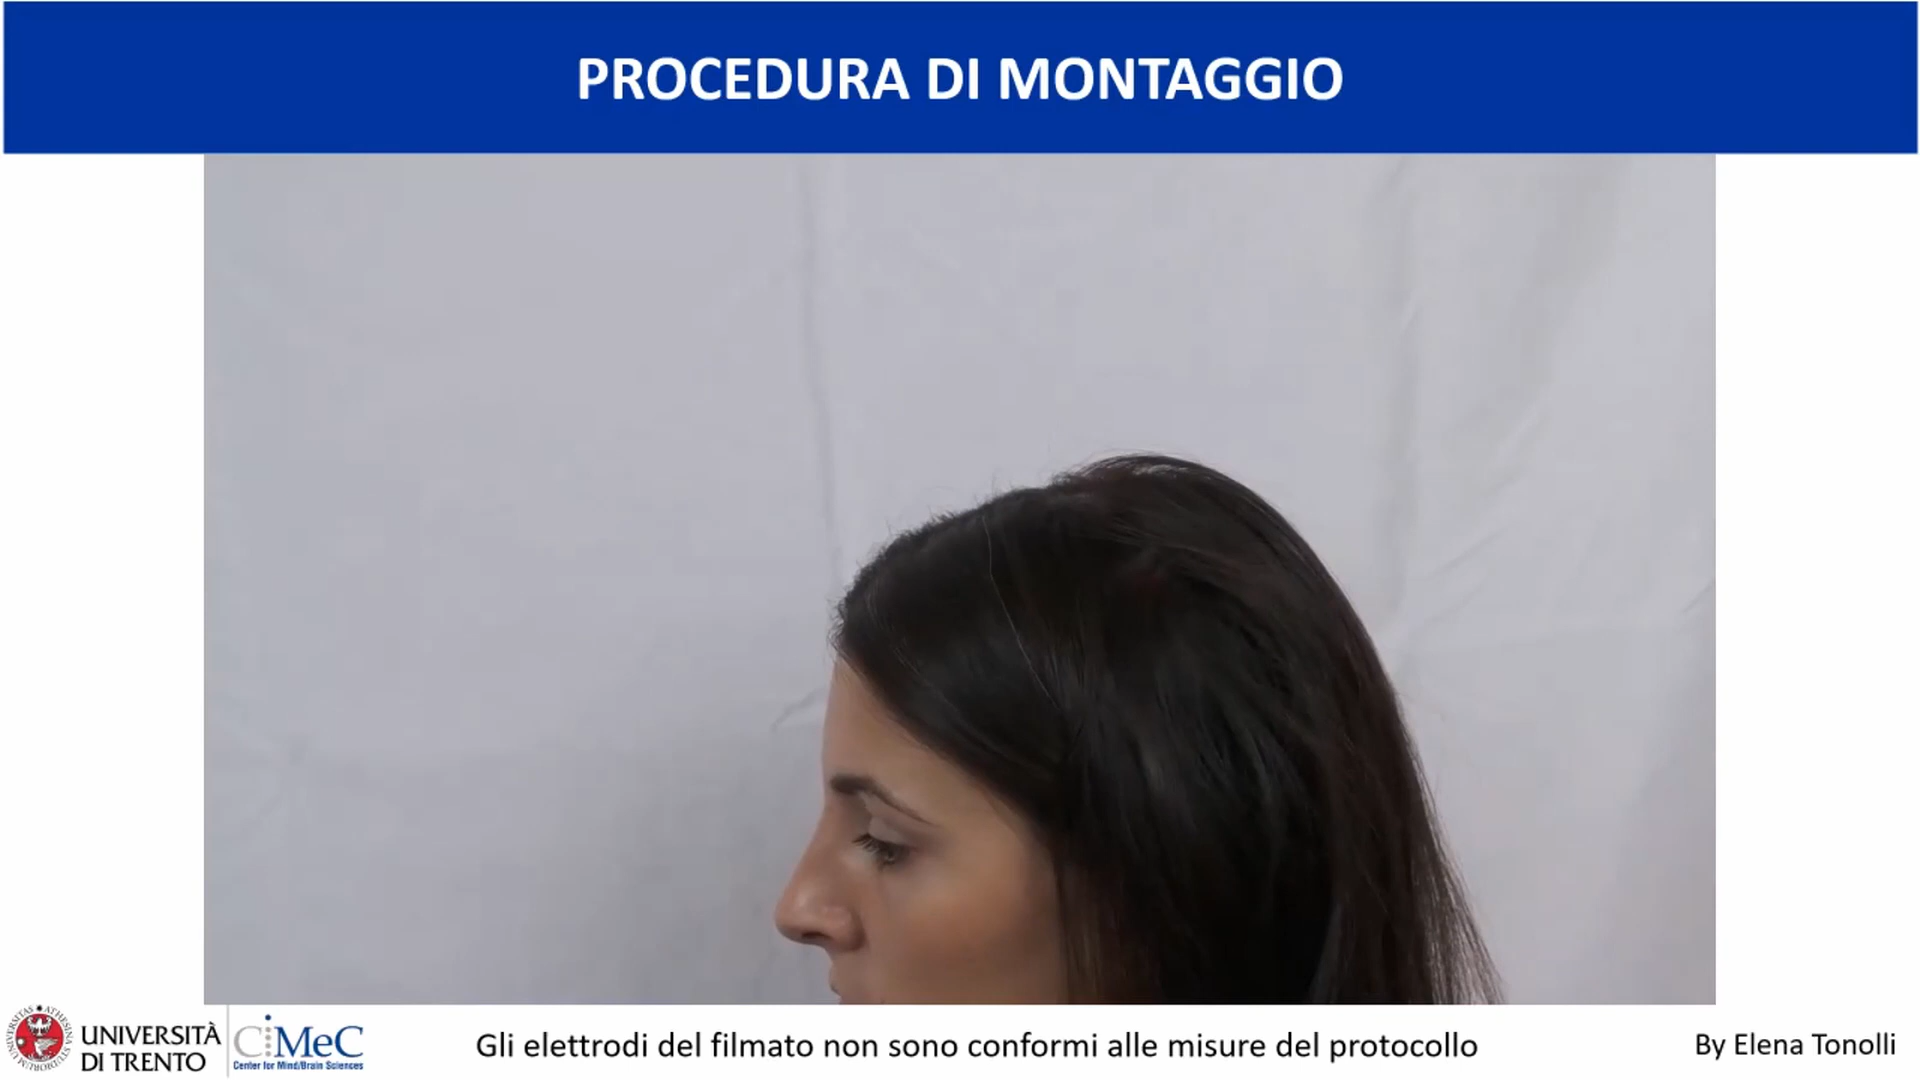 PROCEDURA DI MONTAGGIO
UNIVERSITÀ
DI TRENTO
CiMeC
Center for Mind/Brain Sciences
Gli elettrodi del filmato non sono conformi alle misure del protocollo
By Elena Tonolli